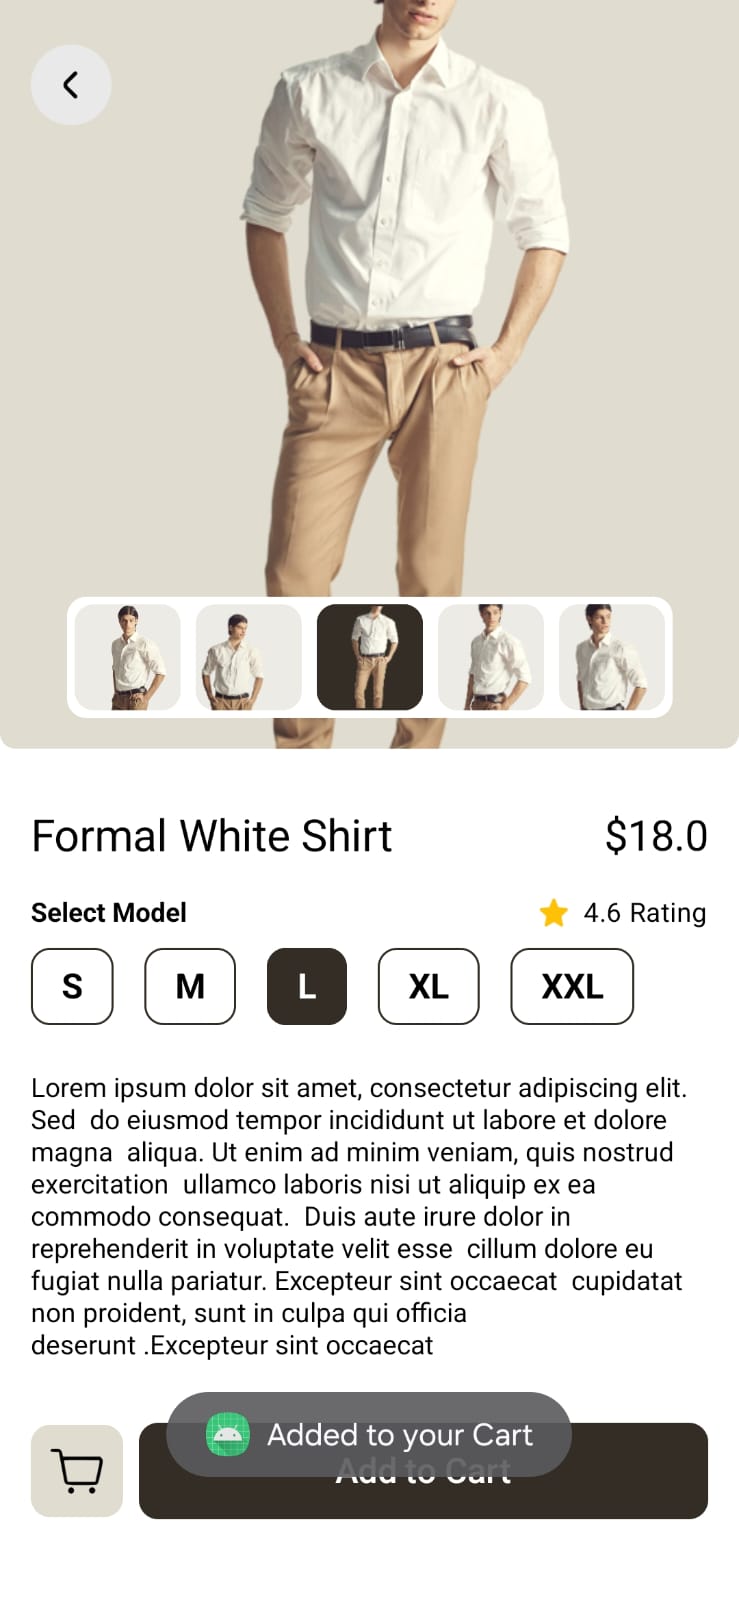 Formal White Shirt $18.0
Select Model 4.6 Rating
S M L XL XXL
Lorem ipsum dolor sit amet, consectetur adipiscing elit.
Sed  do eiusmod tempor incididunt ut labore et dolore
magna  aliqua. Ut enim ad minim veniam, quis nostrud
exercitation  ullamco laboris nisi ut aliquip ex ea
commodo consequat.  Duis aute irure dolor in
reprehenderit in voluptate velit esse  cillum dolore eu
fugiat nulla pariatur. Excepteur sint occaecat  cupidatat
non proident, sunt in culpa qui officia
deserunt .Excepteur sint occaecat
Added to your Cart
Add to Cart